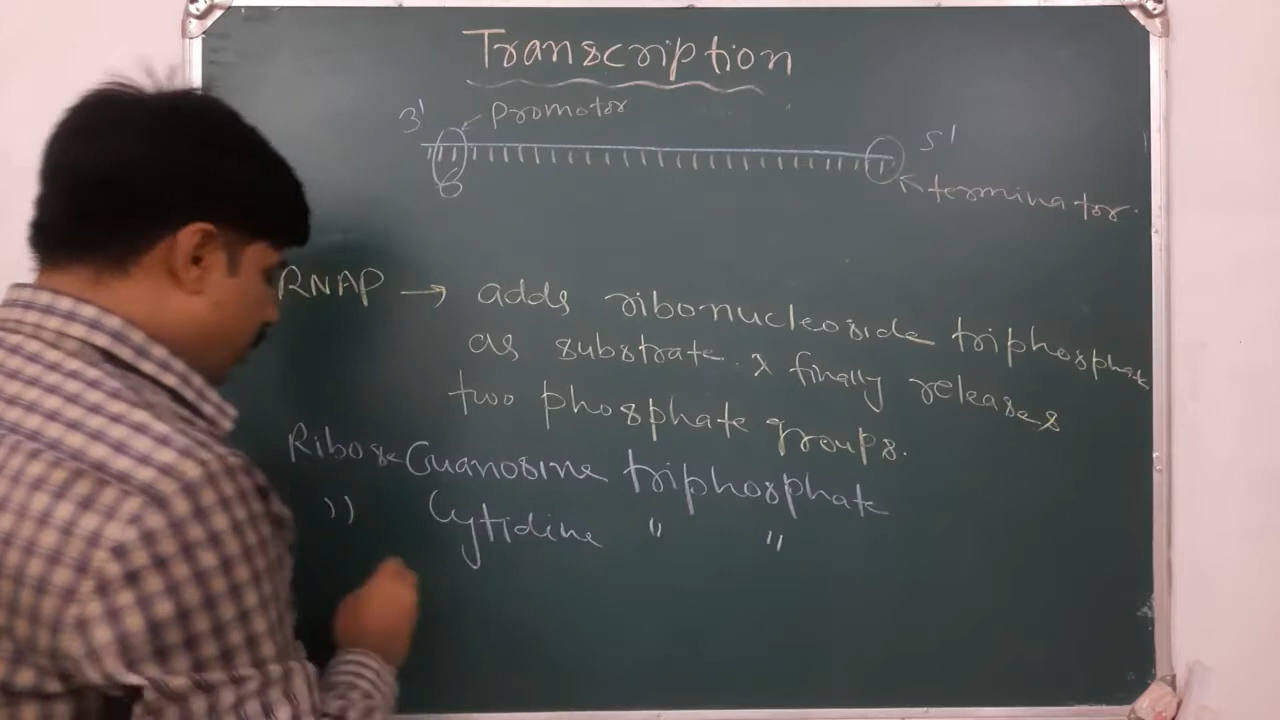 Transcription
3' promotor
5'
6
terminator.
RNAP → adds ribonucleoside triphosphate
as substrate & finally releases
two phosphate groups.
Ribose Guanosine triphosphate
" Cytidine " "